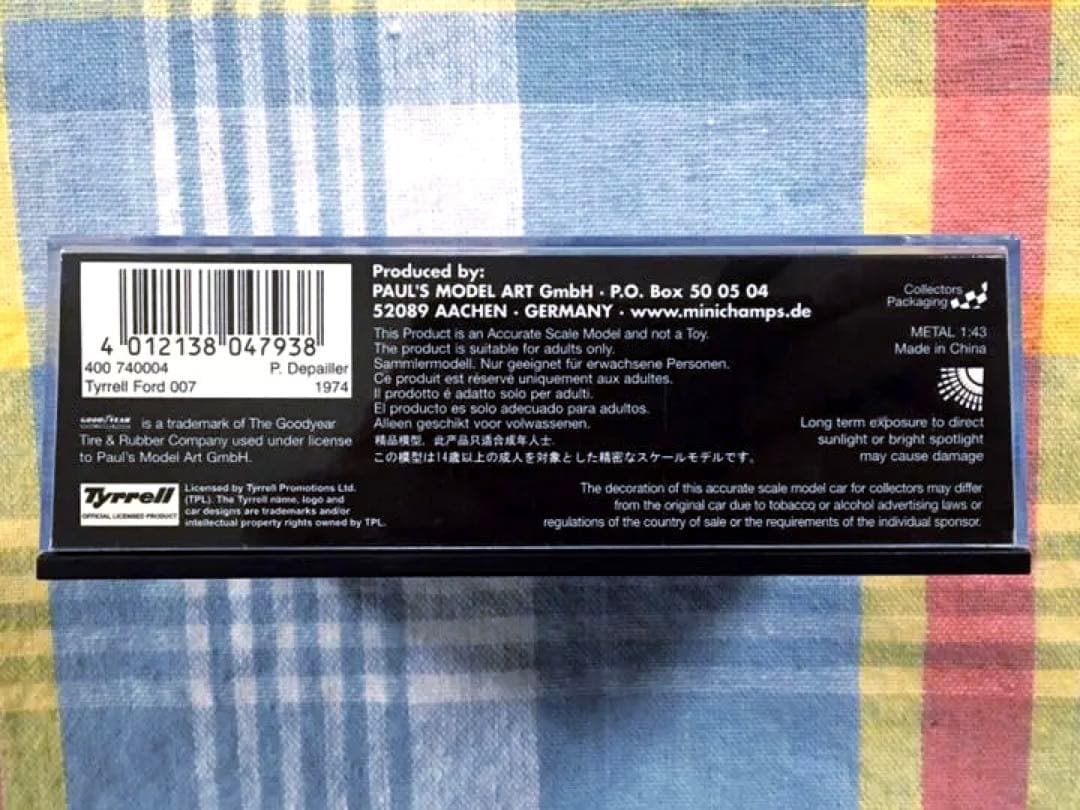 4 012138 047938
400 740004 P. Depailler
Tyrrell Ford 007 1974
GOOD YEAR is a trademark of The Goodyear
Tire & Rubber Company used under license
to Paul's Model Art GmbH.
Tyrrell
OFFICIAL LICENSED PRODUCT
Licensed by Tyrrell Promotions Ltd.
(TPL). The Tyrrell name, logo and
car designs are trademarks and/or
intellectual property rights owned by TPL.
Produced by:
PAUL'S MODEL ART GmbH · P.O. Box 50 05 04
52089 AACHEN · GERMANY · www.minichamps.de
This Product is an Accurate Scale Model and not a Toy.
The product is suitable for adults only.
Sammlermodell. Nur geeignet für erwachsene Personen.
Ce produit est réservé uniquement aux adultes.
Il prodotto é adatto solo per adulti.
El producto es solo adecuado para adultos.
Alleen geschikt voor volwassenen.
精品模型，此产品只适合成年人士.
この模型は14歳以上の成人を対象とした精密なスケールモデルです。
Collectors
Packaging
METAL 1:43
Made in China
Long term exposure to direct
sunlight or bright spotlight
may cause damage
The decoration of this accurate scale model car for collectors may differ
from the original car due to tobacco or alcohol advertising laws or
regulations of the country of sale or the requirements of the individual sponsor.